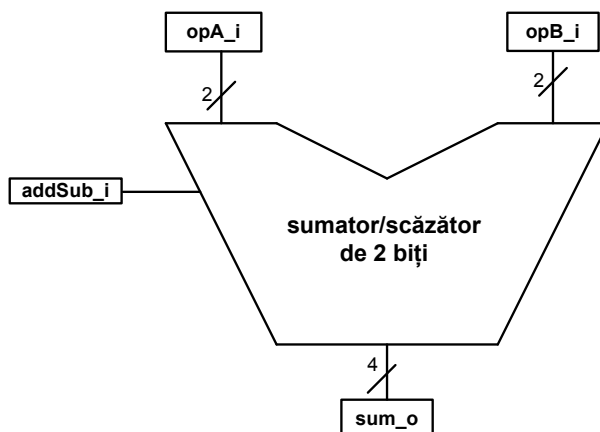 opA_i
opB_i
2
2
addSub_i
sumator/scăzător
de 2 biți
4
sum_o